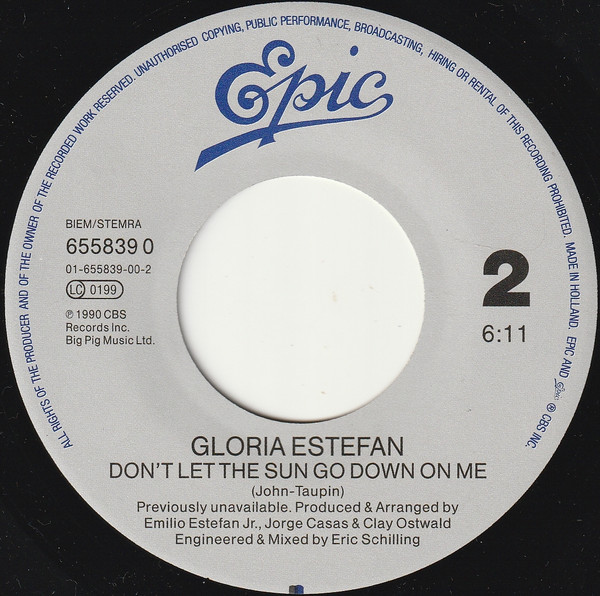 ALL RIGHTS OF THE PRODUCER AND OF THE OWNER OF THE RECORDED WORK RESERVED. UNAUTHORISED COPYING, PUBLIC PERFORMANCE, BROADCASTING, HIRING OR RENTAL OF THIS RECORDING PROHIBITED. MADE IN HOLLAND. EPIC AND Epic ® CBS INC.
Epic
BIEM/STEMRA
655839 0
01-655839-00-2
LC 0199
℗ 1990 CBS
Records Inc.
Big Pig Music Ltd.
2
6:11
GLORIA ESTEFAN
DON'T LET THE SUN GO DOWN ON ME
(John-Taupin)
Previously unavailable. Produced & Arranged by
Emilio Estefan Jr., Jorge Casas & Clay Ostwald
Engineered & Mixed by Eric Schilling